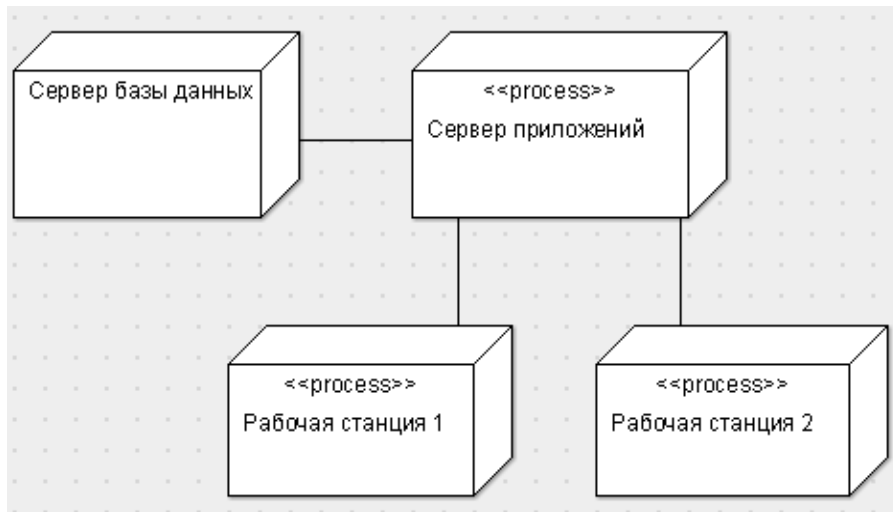 Сервер базы данных
<<process>>
Сервер приложений
<<process>>
Рабочая станция 1
<<process>>
Рабочая станция 2